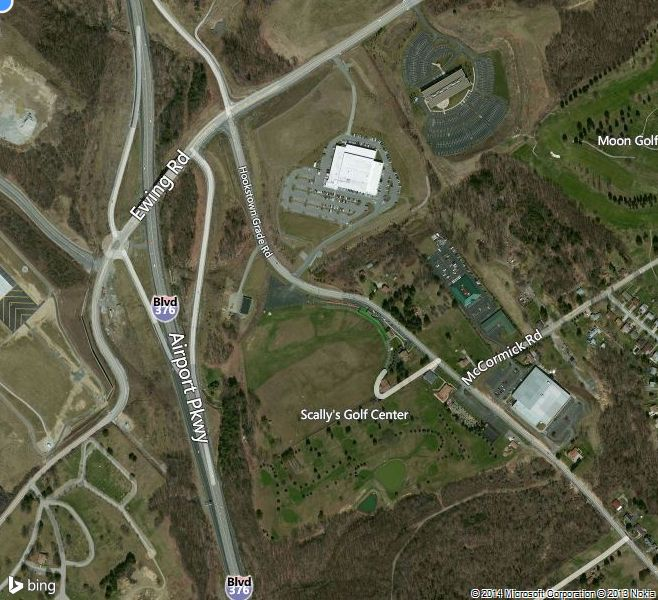 Moon Golf
Ewing Rd
Hookstown Grade Rd
Blvd
376
Airport Pkwy
McCormick Rd
Scally's Golf Center
bing
Blvd
376
© 2014 Microsoft Corporation © 2013 Nokia